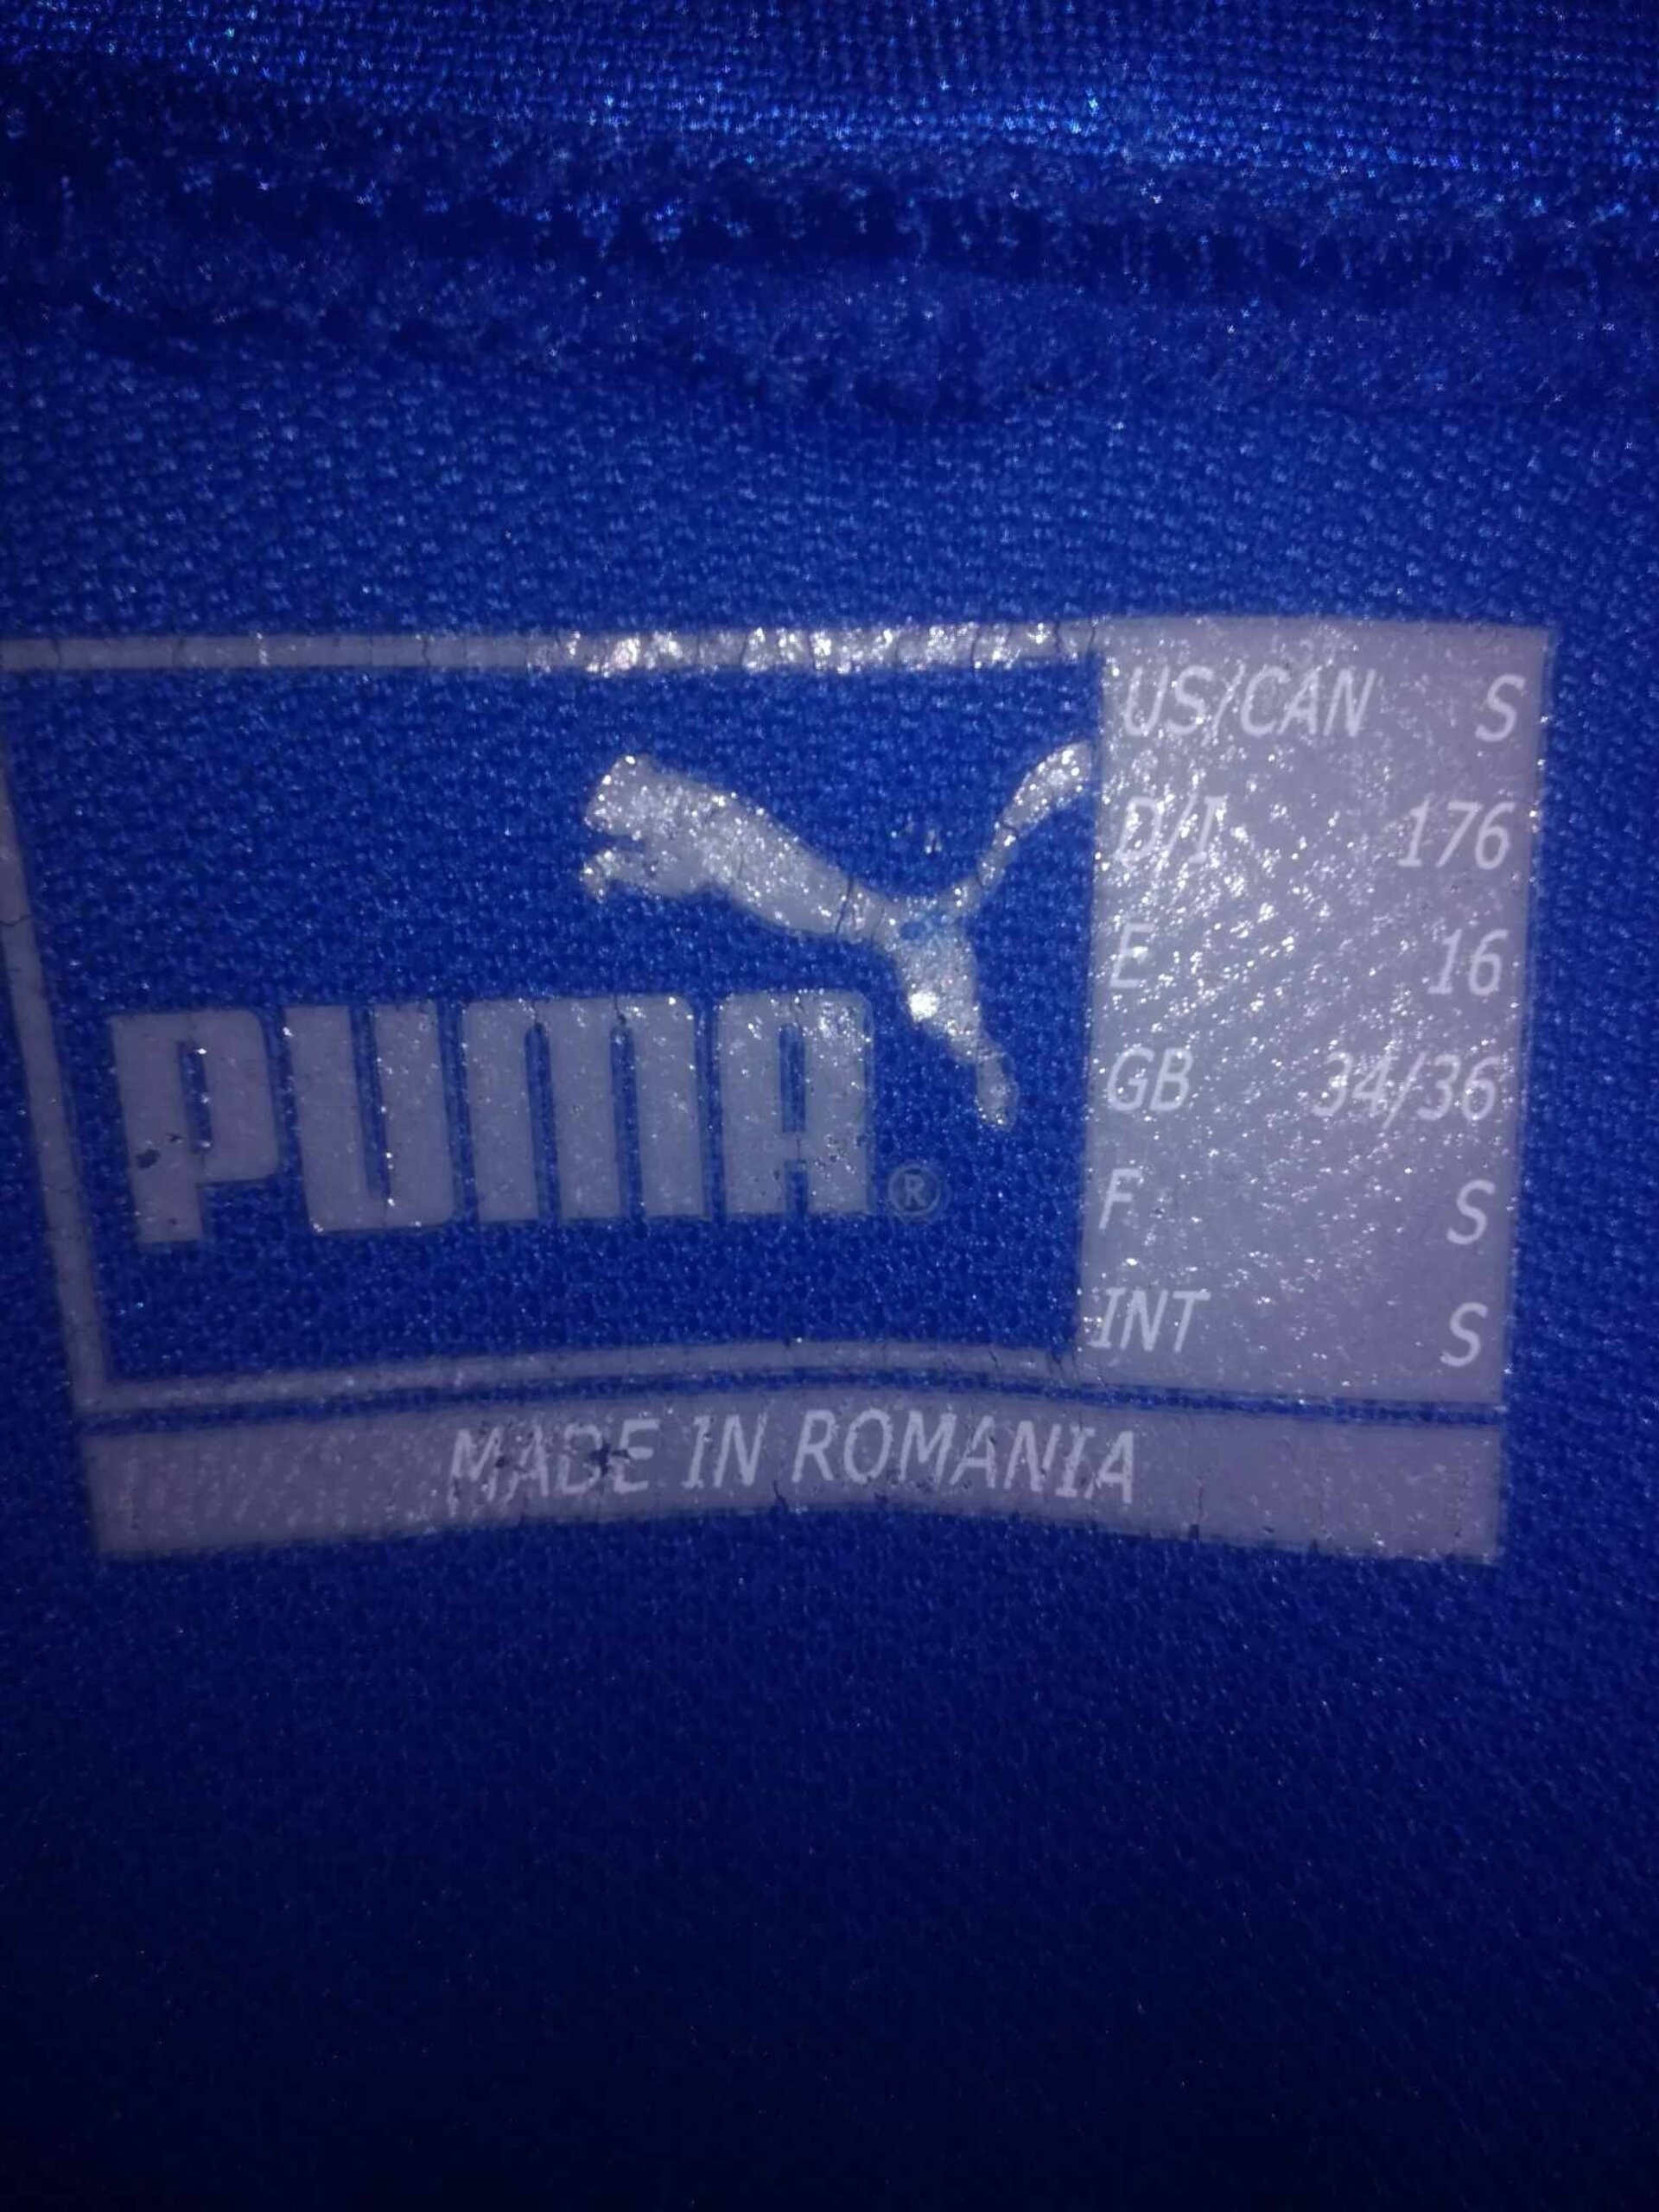 PUMA®
US/CAN S
D/I 176
E 16
GB 34/36
F S
INT S
MADE IN ROMANIA